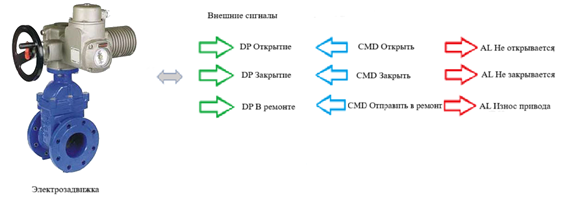 Внешние сигналы
DP Открытие CMD Открыть AL Не открывается
DP Закрытие CMD Закрыть AL Не закрывается
DP В ремонте CMD Отправить в ремонт AL Износ привода
Электрозадвижка